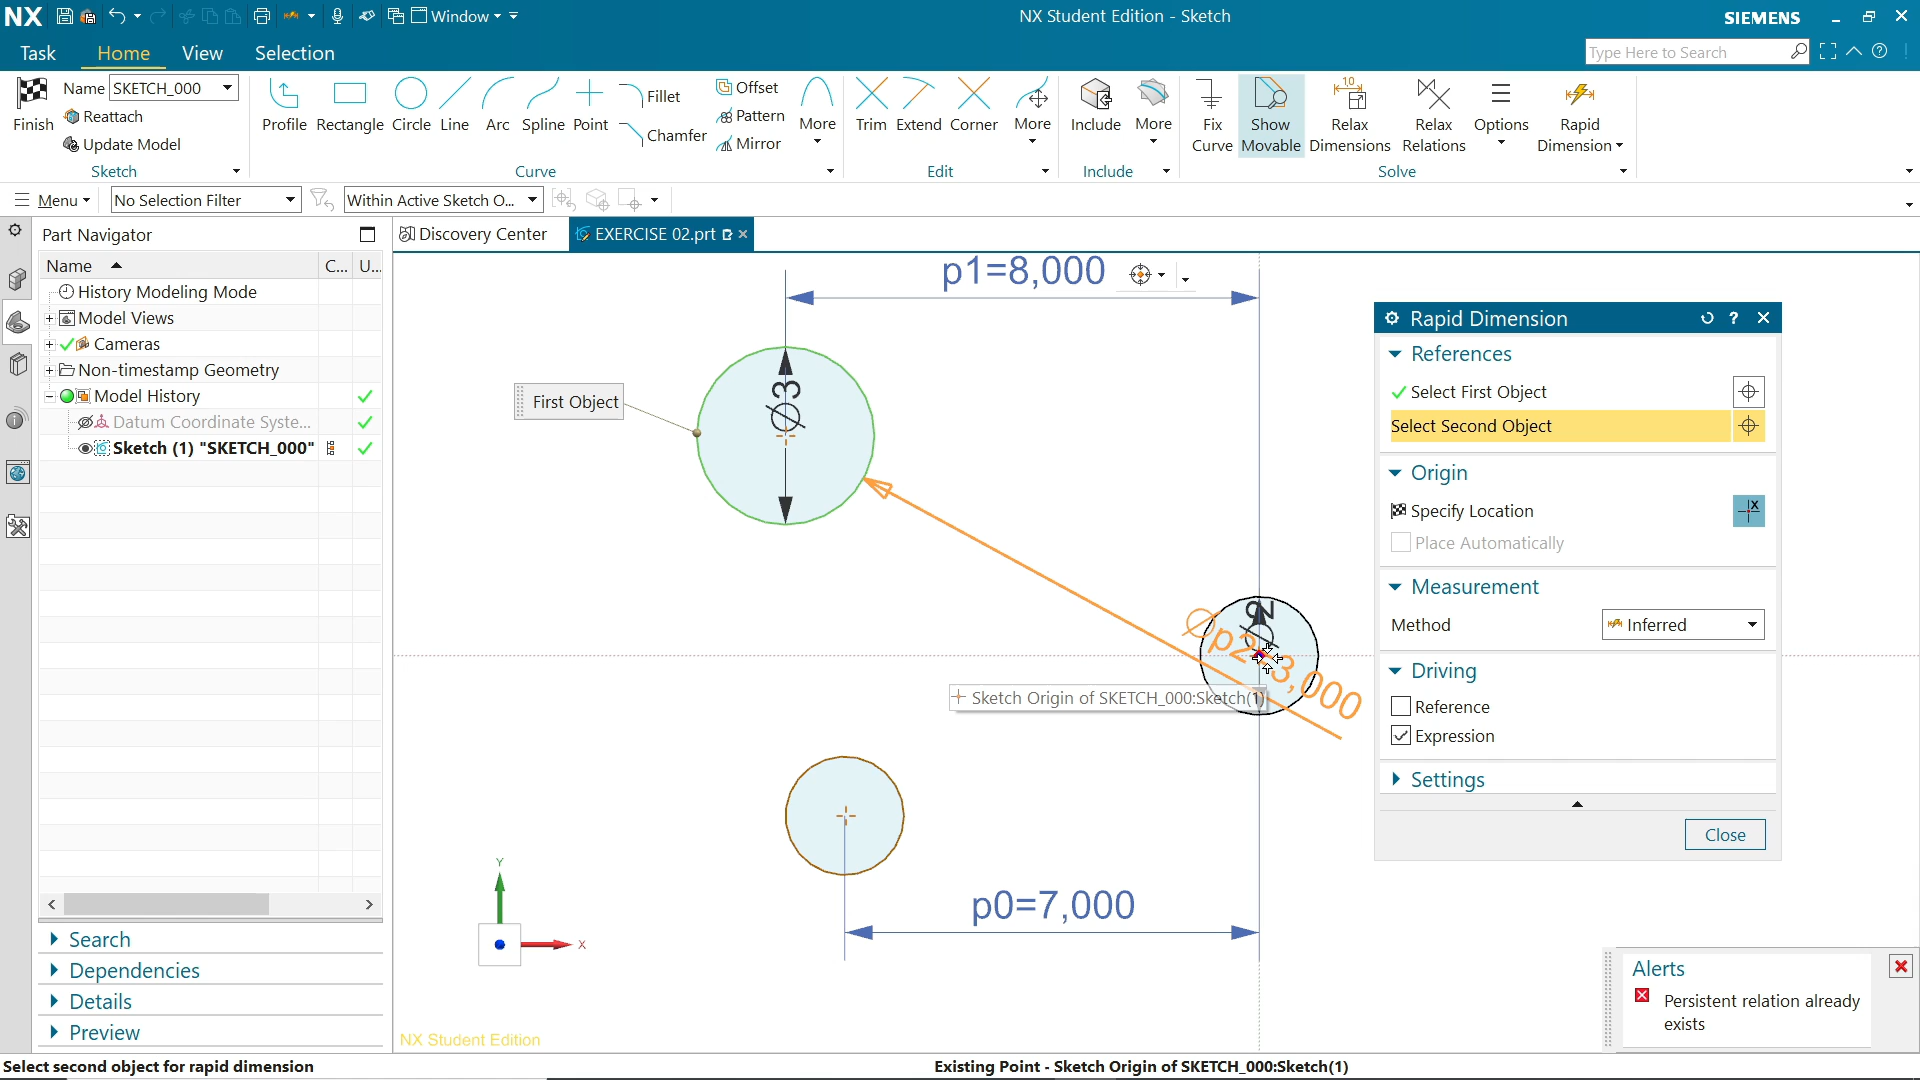 NX
Window
NX Student Edition - Sketch
SIEMENS
Task
Home
View
Selection
Type Here to Search
Finish
Name
SKETCH_000
Reattach
Update Model
Sketch
Profile
Rectangle
Circle
Line
Arc
Spline
Point
Fillet
Chamfer
Offset
Pattern
Mirror
More
Curve
Trim
Extend
Corner
More
Edit
Include
More
Include
Fix
Curve
Show
Movable
Relax
Dimensions
Relax
Relations
Options
Rapid
Dimension
Solve
Menu
No Selection Filter
Within Active Sketch O...
Part Navigator
Discovery Center
EXERCISE 02.prt
Name
C...
U...
History Modeling Mode
Model Views
Cameras
Non-timestamp Geometry
Model History
Datum Coordinate Syste...
Sketch (1) "SKETCH_000"
Search
Dependencies
Details
Preview
p1=8,000
First Object
Ø3
Ø2
Øp2=3,000
Sketch Origin of SKETCH_000:Sketch(1)
p0=7,000
Y
X
NX Student Edition
Rapid Dimension
References
Select First Object
Select Second Object
Origin
Specify Location
Place Automatically
Measurement
Method
Inferred
Driving
Reference
Expression
Settings
Close
Alerts
Persistent relation already
exists
Select second object for rapid dimension
Existing Point - Sketch Origin of SKETCH_000:Sketch(1)